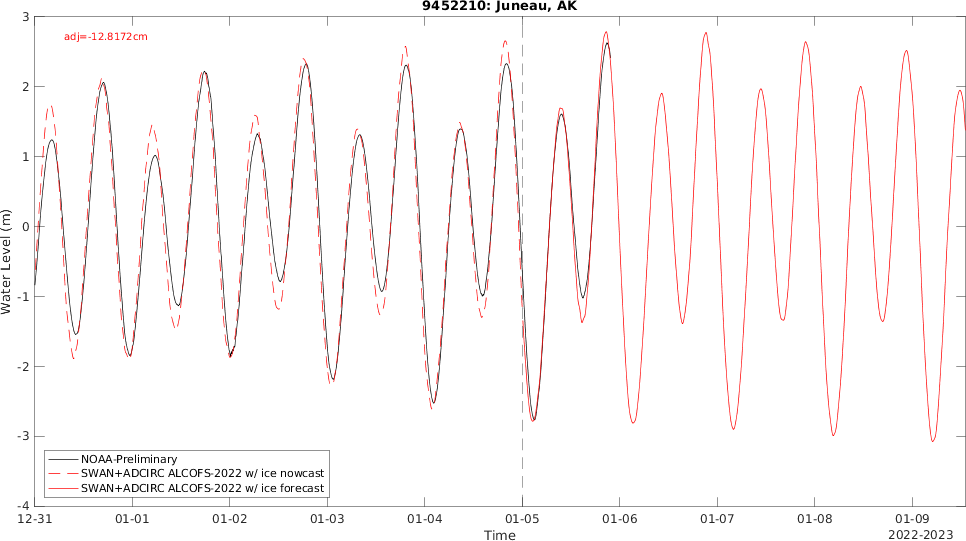 9452210: Juneau, AK
adj=-12.8172cm
Water Level (m)
3
2
1
0
-1
-2
-3
-4
NOAA-Preliminary
SWAN+ADCIRC ALCOFS-2022 w/ ice nowcast
SWAN+ADCIRC ALCOFS-2022 w/ ice forecast
12-31 01-01 01-02 01-03 01-04 01-05 01-06 01-07 01-08 01-09
Time
2022-2023